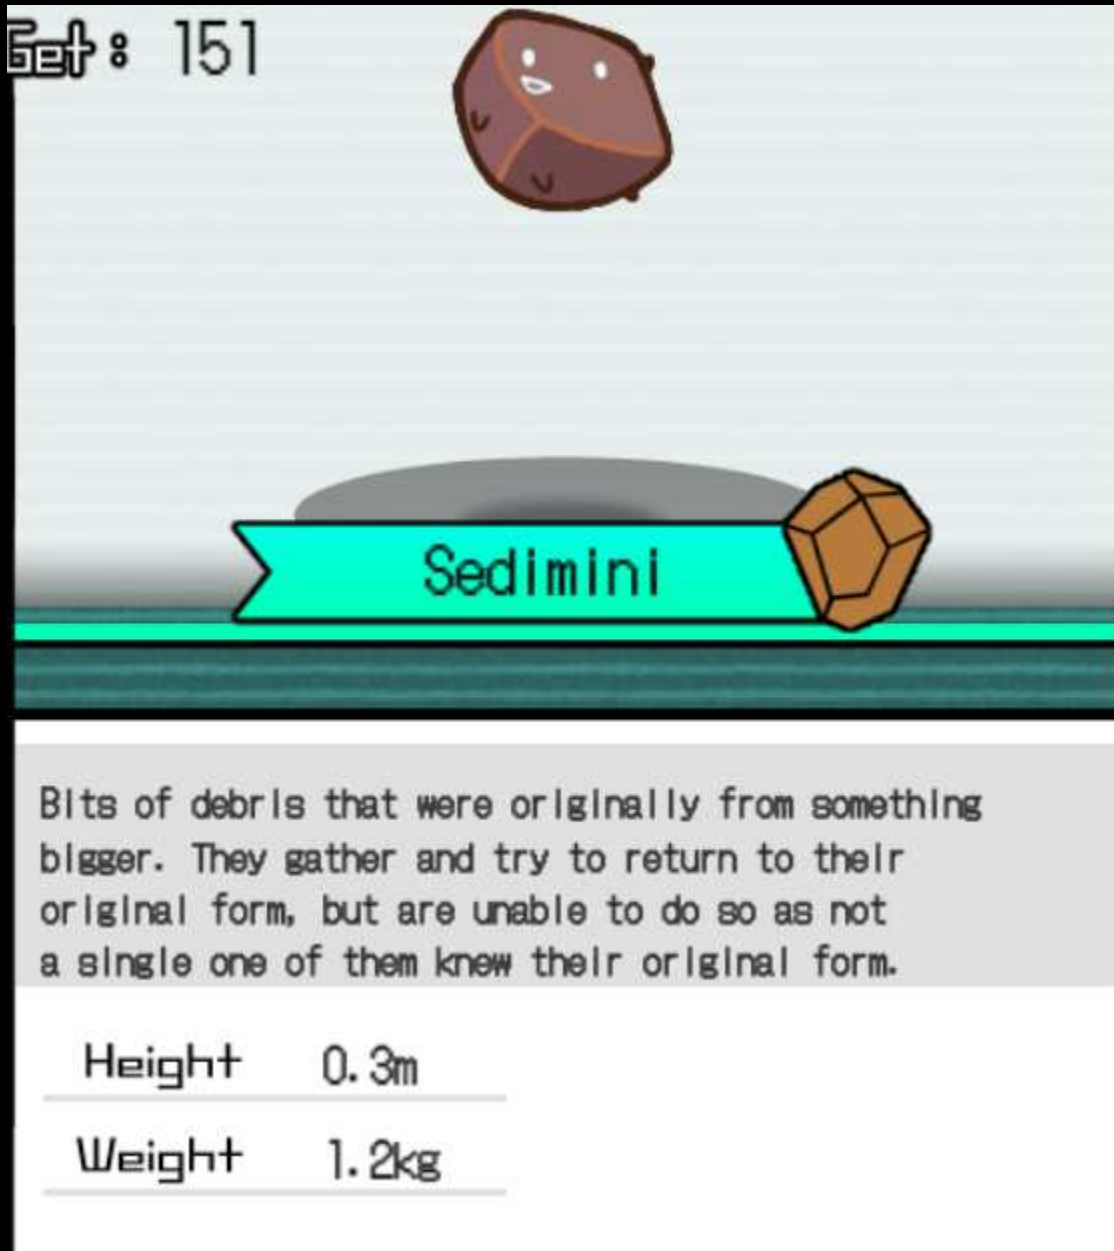 Get: 151
Sedimini
Bits of debris that were originally from something
bigger. They gather and try to return to their
original form, but are unable to do so as not
a single one of them knew their original form.
Height 0.3m
Weight 1.2kg